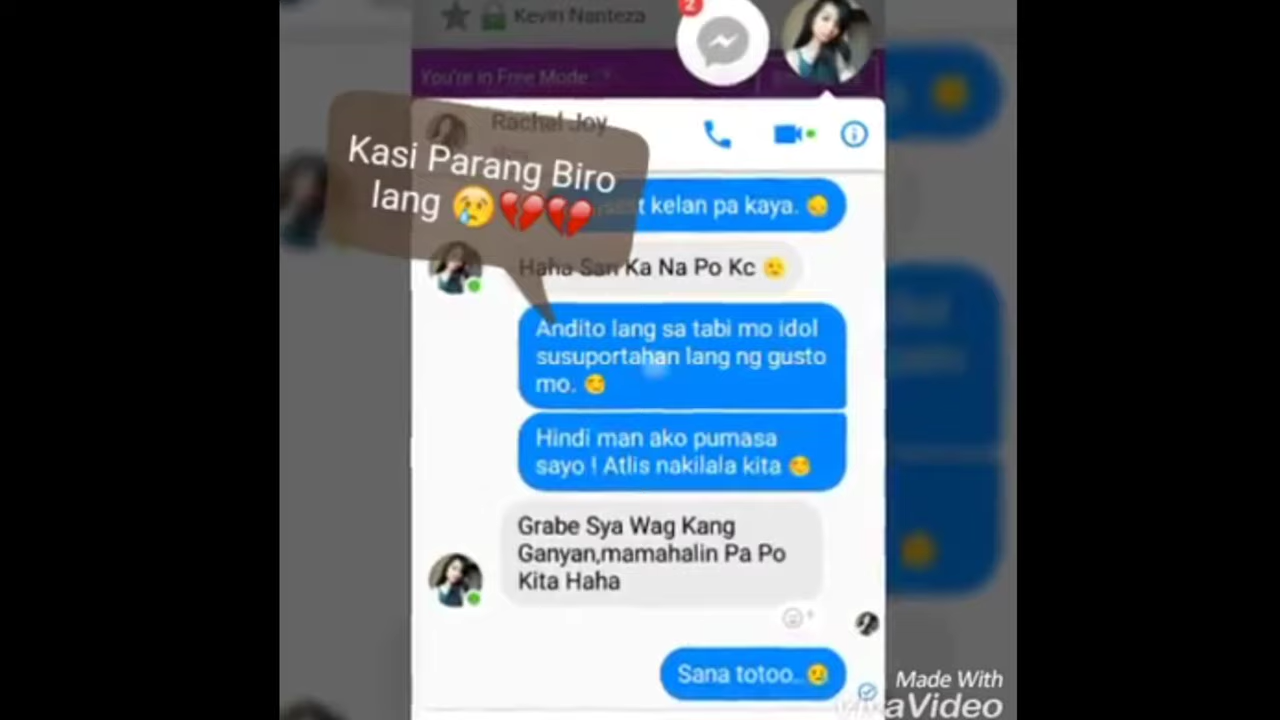 2
Kevin Nanteza
You're in Free Mode
Rachel Joy
Kasi Parang Biro
lang 😢💔💔
t kelan pa kaya. 😔
Haha San Ka Na Po Kc 😉
Andito lang sa tabi mo idol
susuportahan lang ng gusto
mo. ☺️
Hindi man ako pumasa
sayo ! Atlis nakilala kita ☺️
Grabe Sya Wag Kang
Ganyan,mamahalin Pa Po
Kita Haha
Sana totoo.. 😢
Made With
VivaVideo